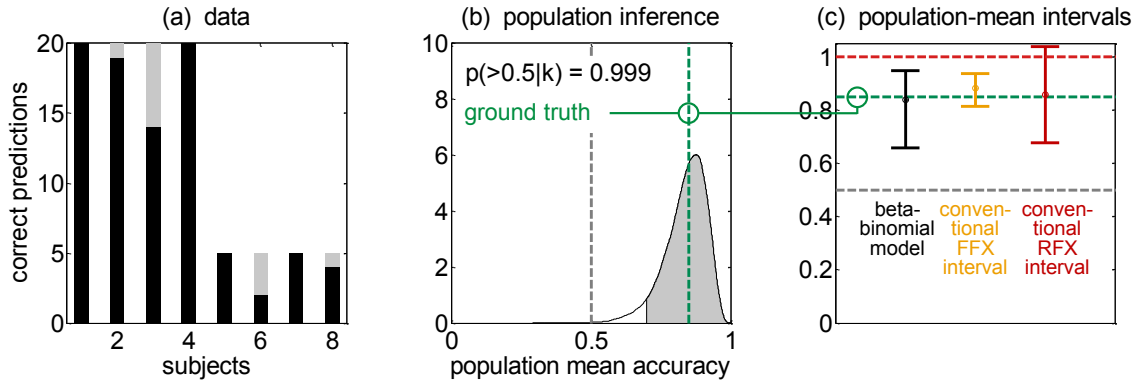 (a) data
20
15
10
5
0
correct predictions
2
4
6
8
subjects
(b) population inference
10
8
6
4
2
0
p(>0.5|k) = 0.999
ground truth
0
0.5
1
population mean accuracy
(c) population-mean intervals
1
0.8
0.6
0.4
0.2
0
beta-
binomial
model
conven-
tional
FFX
interval
conven-
tional
RFX
interval